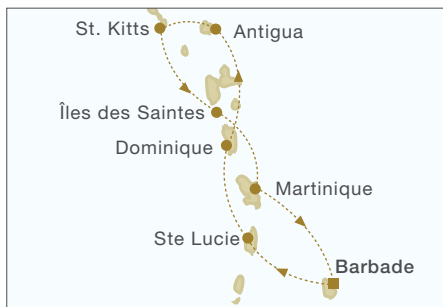 St. Kitts
Antigua
Îles des Saintes
Dominique
Martinique
Ste Lucie
Barbade